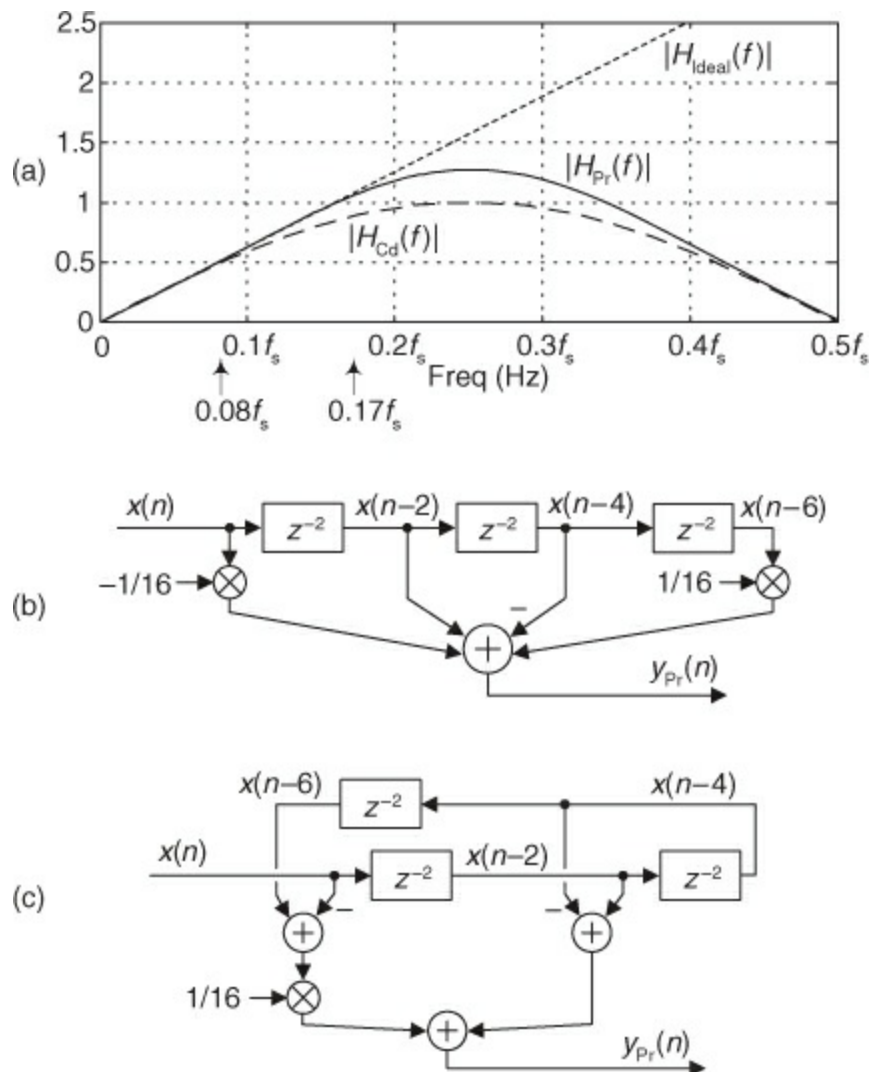 2.5
2
1.5
1
0.5
0
(a)
|H_Ideal(f)|
|H_Pr(f)|
|H_Cd(f)|
0 0.1f_s 0.2f_s 0.3f_s 0.4f_s 0.5f_s
Freq (Hz)
0.08f_s 0.17f_s
(b)
x(n) x(n–2) x(n–4) x(n–6)
z⁻² z⁻² z⁻²
–1/16 1/16
–
+
y_Pr(n)
(c)
x(n–6) x(n–4)
z⁻²
x(n) x(n–2)
z⁻² z⁻²
– –
+ +
1/16
+
y_Pr(n)